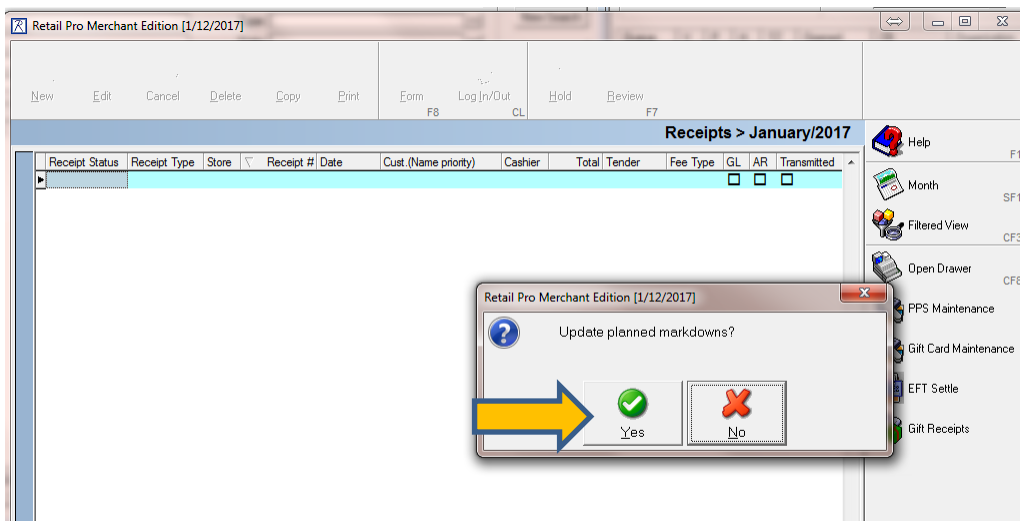 Retail Pro Merchant Edition [1/12/2017]
New Edit Cancel Delete Copy Print Form Log In/Out Hold Review
F8 CL F7
Receipts > January/2017
Receipt Status Receipt Type Store Receipt # Date Cust.(Name priority) Cashier Total Tender Fee Type GL AR Transmitted
Help
F1
Month
SF1
Filtered View
CF3
Open Drawer
CF8
PPS Maintenance
Gift Card Maintenance
EFT Settle
Gift Receipts
Retail Pro Merchant Edition [1/12/2017]
Update planned markdowns?
Yes No